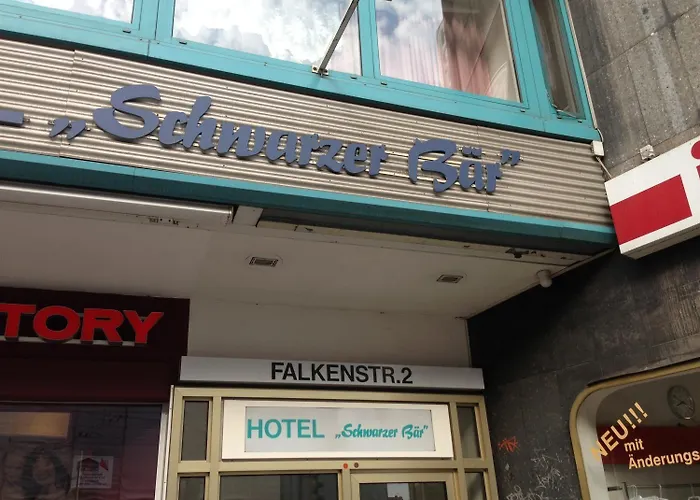 „Schwarzer Bär”
TORY
FALKENSTR.2
HOTEL „Schwarzer Bär”
NEU!!!
mit
Änderungs